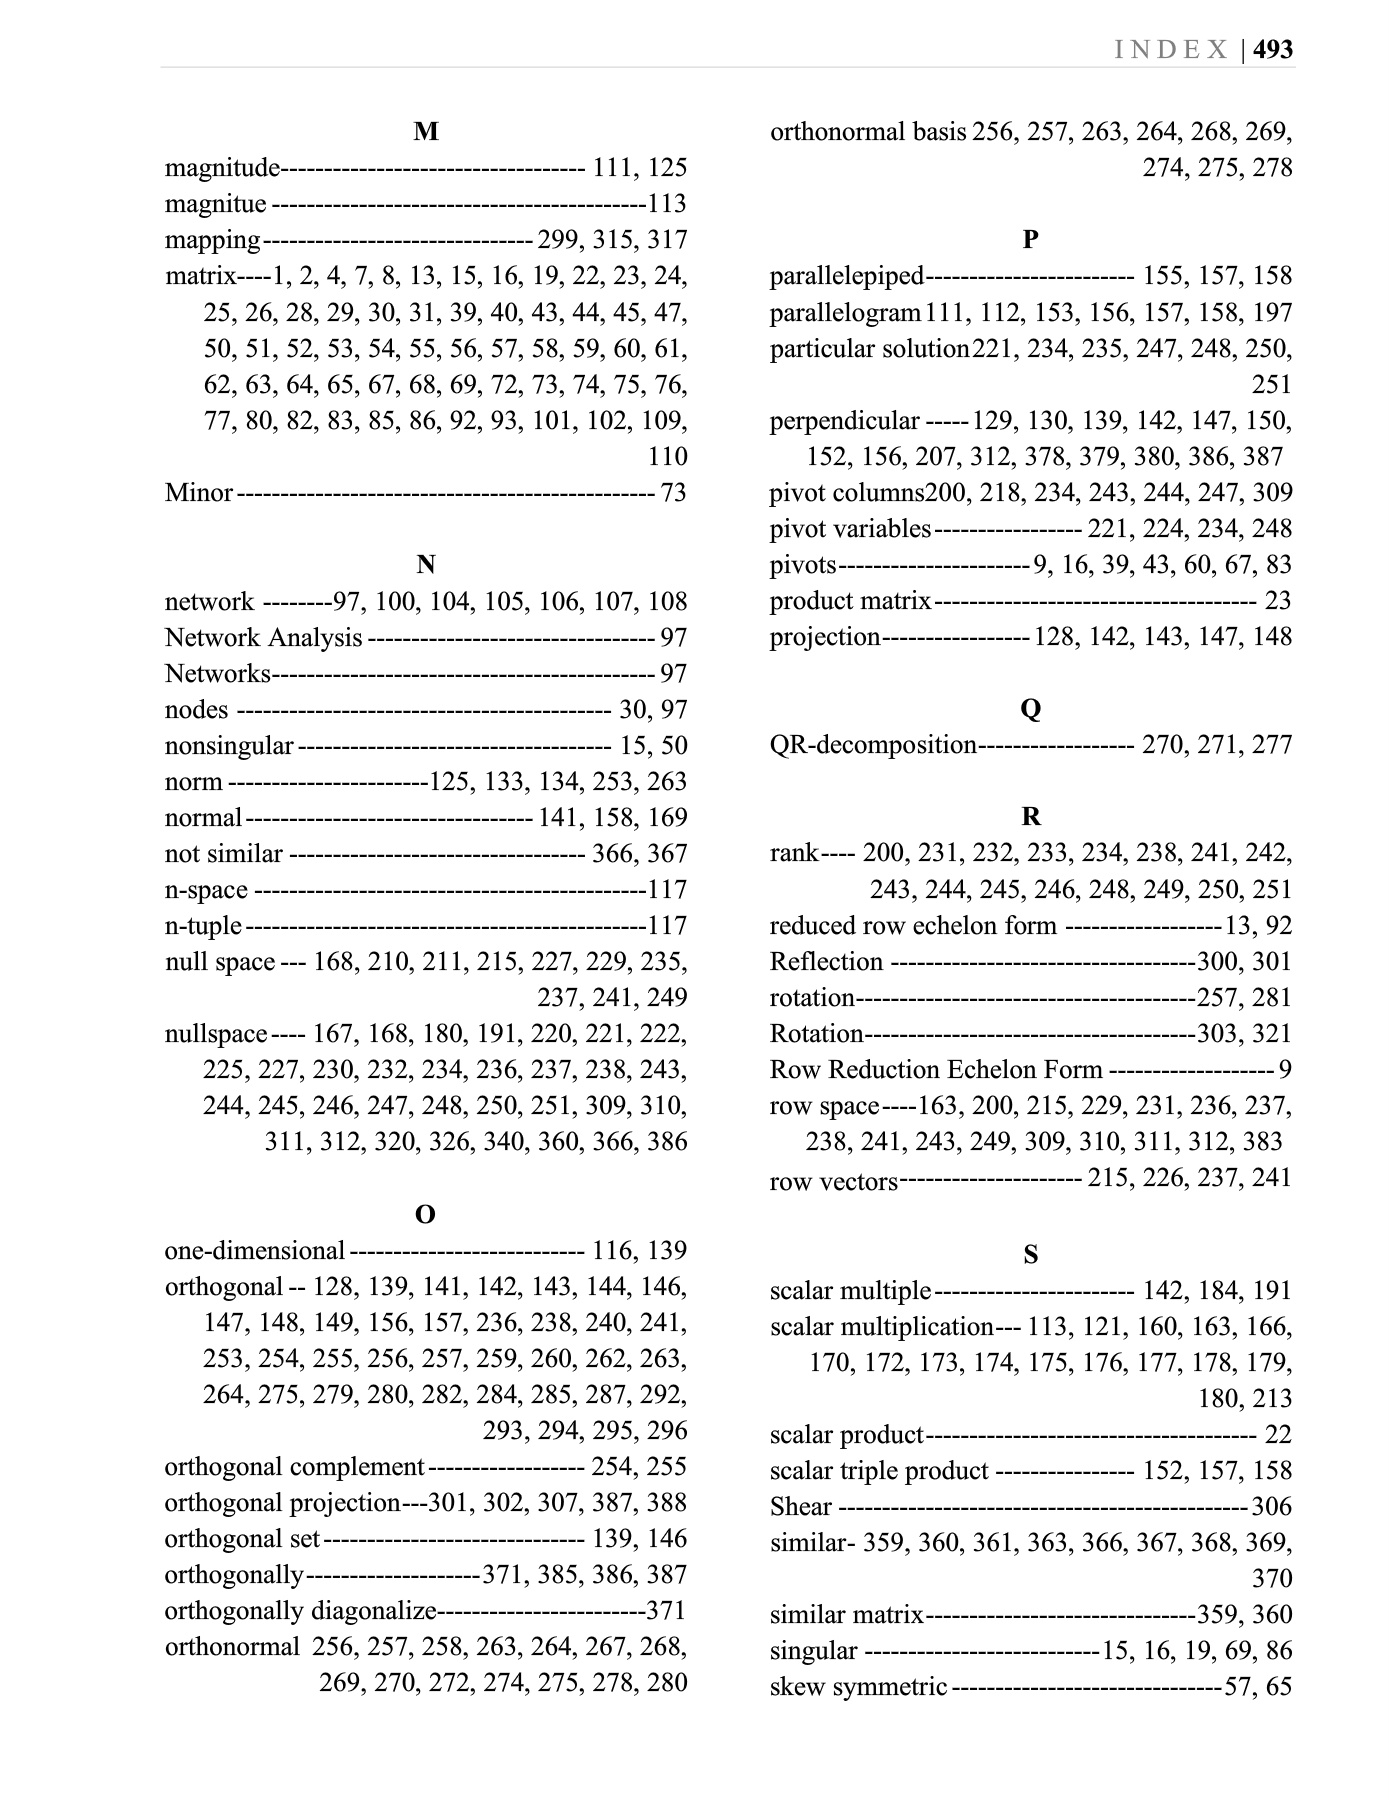 INDEX | 493
M
magnitude----------------------------------- 111, 125
magnitue -------------------------------------------113
mapping------------------------------- 299, 315, 317
matrix----1, 2, 4, 7, 8, 13, 15, 16, 19, 22, 23, 24,
25, 26, 28, 29, 30, 31, 39, 40, 43, 44, 45, 47,
50, 51, 52, 53, 54, 55, 56, 57, 58, 59, 60, 61,
62, 63, 64, 65, 67, 68, 69, 72, 73, 74, 75, 76,
77, 80, 82, 83, 85, 86, 92, 93, 101, 102, 109,
110
Minor------------------------------------------------ 73
N
network --------97, 100, 104, 105, 106, 107, 108
Network Analysis --------------------------------- 97
Networks-------------------------------------------- 97
nodes ------------------------------------------- 30, 97
nonsingular ------------------------------------ 15, 50
norm -----------------------125, 133, 134, 253, 263
normal--------------------------------- 141, 158, 169
not similar ---------------------------------- 366, 367
n-space ---------------------------------------------117
n-tuple----------------------------------------------117
null space --- 168, 210, 211, 215, 227, 229, 235,
237, 241, 249
nullspace ---- 167, 168, 180, 191, 220, 221, 222,
225, 227, 230, 232, 234, 236, 237, 238, 243,
244, 245, 246, 247, 248, 250, 251, 309, 310,
311, 312, 320, 326, 340, 360, 366, 386
O
one-dimensional --------------------------- 116, 139
orthogonal -- 128, 139, 141, 142, 143, 144, 146,
147, 148, 149, 156, 157, 236, 238, 240, 241,
253, 254, 255, 256, 257, 259, 260, 262, 263,
264, 275, 279, 280, 282, 284, 285, 287, 292,
293, 294, 295, 296
orthogonal complement------------------ 254, 255
orthogonal projection---301, 302, 307, 387, 388
orthogonal set------------------------------ 139, 146
orthogonally--------------------371, 385, 386, 387
orthogonally diagonalize------------------------371
orthonormal 256, 257, 258, 263, 264, 267, 268,
269, 270, 272, 274, 275, 278, 280
orthonormal basis 256, 257, 263, 264, 268, 269,
274, 275, 278
P
parallelepiped------------------------ 155, 157, 158
parallelogram 111, 112, 153, 156, 157, 158, 197
particular solution 221, 234, 235, 247, 248, 250,
251
perpendicular ----- 129, 130, 139, 142, 147, 150,
152, 156, 207, 312, 378, 379, 380, 386, 387
pivot columns200, 218, 234, 243, 244, 247, 309
pivot variables----------------- 221, 224, 234, 248
pivots----------------------9, 16, 39, 43, 60, 67, 83
product matrix------------------------------------- 23
projection----------------- 128, 142, 143, 147, 148
Q
QR-decomposition------------------ 270, 271, 277
R
rank---- 200, 231, 232, 233, 234, 238, 241, 242,
243, 244, 245, 246, 248, 249, 250, 251
reduced row echelon form ------------------13, 92
Reflection -----------------------------------300, 301
rotation---------------------------------------257, 281
Rotation--------------------------------------303, 321
Row Reduction Echelon Form ------------------- 9
row space----163, 200, 215, 229, 231, 236, 237,
238, 241, 243, 249, 309, 310, 311, 312, 383
row vectors--------------------- 215, 226, 237, 241
S
scalar multiple----------------------- 142, 184, 191
scalar multiplication--- 113, 121, 160, 163, 166,
170, 172, 173, 174, 175, 176, 177, 178, 179,
180, 213
scalar product-------------------------------------- 22
scalar triple product ---------------- 152, 157, 158
Shear -----------------------------------------------306
similar- 359, 360, 361, 363, 366, 367, 368, 369,
370
similar matrix-------------------------------359, 360
singular ---------------------------15, 16, 19, 69, 86
skew symmetric -------------------------------57, 65